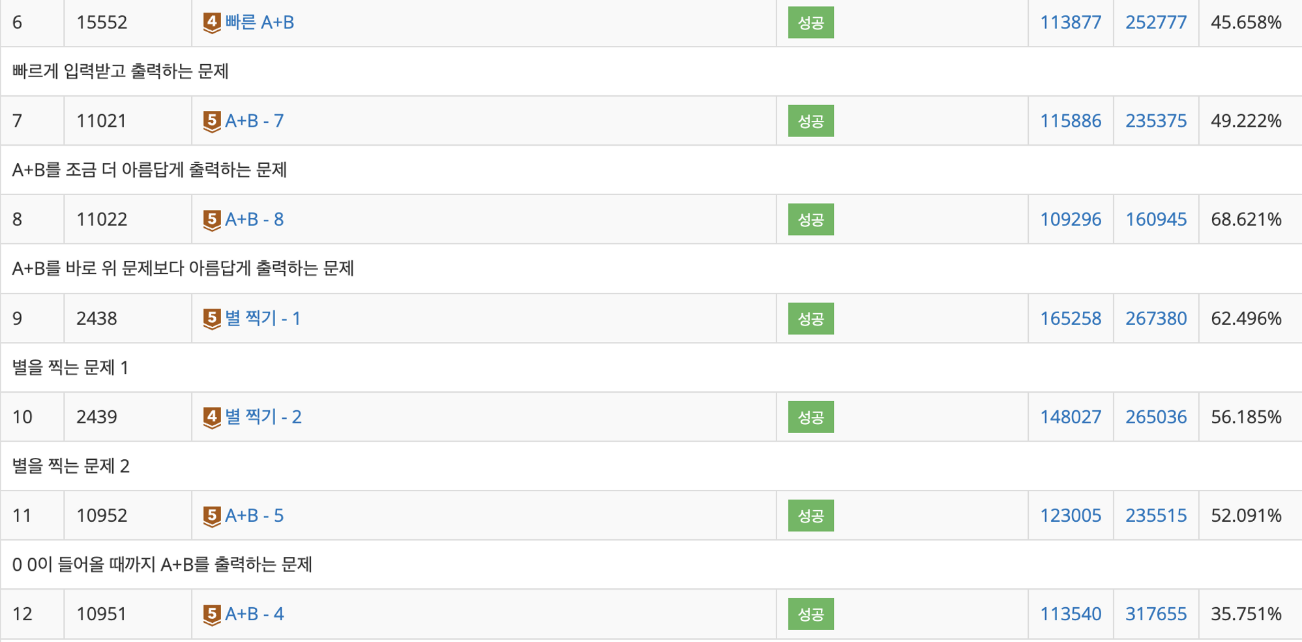 6 15552 4 빠른 A+B 성공 113877 252777 45.658%
빠르게 입력받고 출력하는 문제
7 11021 5 A+B - 7 성공 115886 235375 49.222%
A+B를 조금 더 아름답게 출력하는 문제
8 11022 5 A+B - 8 성공 109296 160945 68.621%
A+B를 바로 위 문제보다 아름답게 출력하는 문제
9 2438 5 별 찍기 - 1 성공 165258 267380 62.496%
별을 찍는 문제 1
10 2439 4 별 찍기 - 2 성공 148027 265036 56.185%
별을 찍는 문제 2
11 10952 5 A+B - 5 성공 123005 235515 52.091%
0 0이 들어올 때까지 A+B를 출력하는 문제
12 10951 5 A+B - 4 성공 113540 317655 35.751%